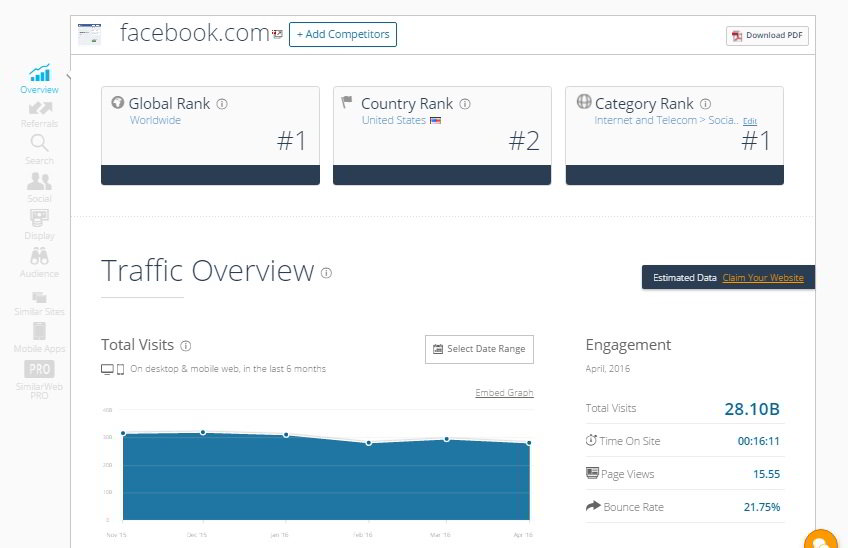 facebook.com
+ Add Competitors
Download PDF
Overview
Referrals
Search
Social
Display
Audience
Similar Sites
Mobile Apps
PRO
SimilarWeb
PRO
Global Rank
Worldwide
#1
Country Rank
United States
#2
Category Rank
Internet and Telecom > Socia.. Edit
#1
Traffic Overview
Estimated Data Claim Your Website
Total Visits
Select Date Range
On desktop & mobile web, in the last 6 months
Embed Graph
40B
30B
20B
10B
0
Nov '15 Dec '15 Jan '16 Feb '16 Mar '16 Apr '16
Engagement
April, 2016
Total Visits 28.10B
Time On Site 00:16:11
Page Views 15.55
Bounce Rate 21.75%